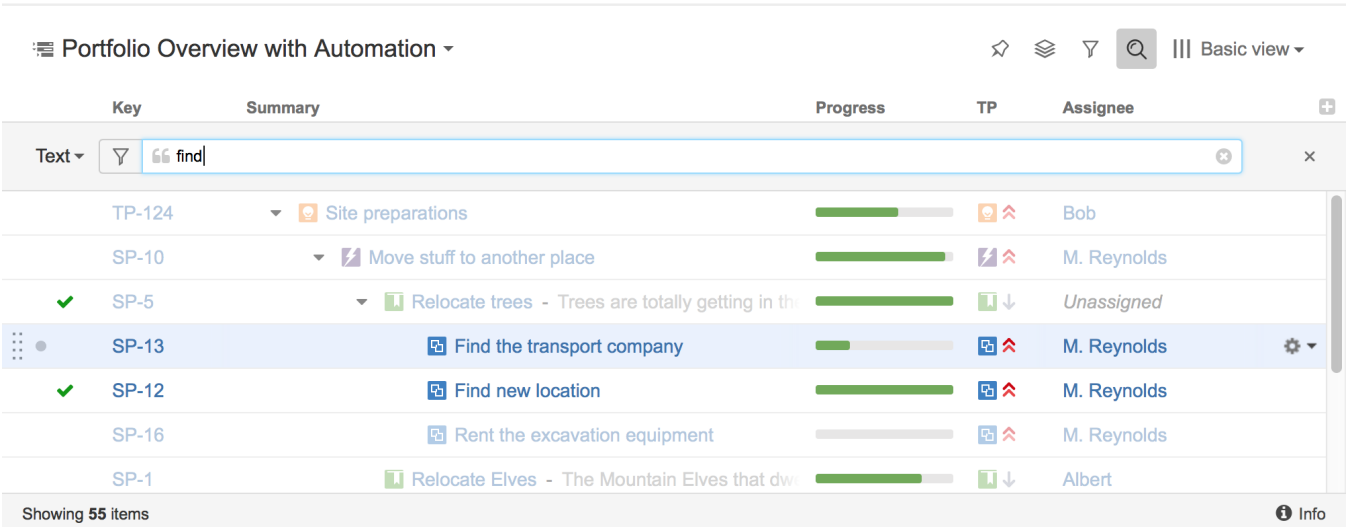 Portfolio Overview with Automation Basic view
Key Summary Progress TP Assignee
Text find
TP-124 Site preparations Bob
SP-10 Move stuff to another place M. Reynolds
SP-5 Relocate trees - Trees are totally getting in Unassigned
SP-13 Find the transport company M. Reynolds
SP-12 Find new location M. Reynolds
SP-16 Rent the excavation equipment M. Reynolds
SP-1 Relocate Elves - The Mountain Elves that Albert
Showing 55 items Info